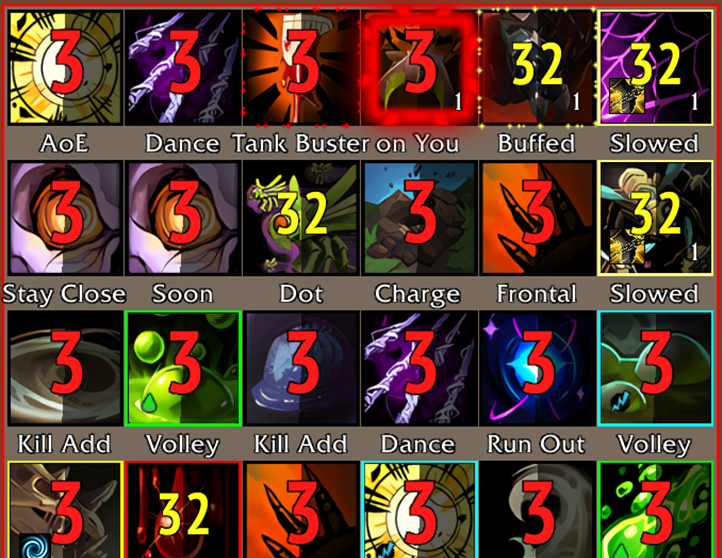 3 3 3 3 32 32
1 1 1
AoE Dance Tank Buster on You Buffed Slowed
3 3 32 3 3 32
1
Stay Close Soon Dot Charge Frontal Slowed
3 3 3 3 3 3
Kill Add Volley Kill Add Dance Run Out Volley
3 32 3 3 3 3